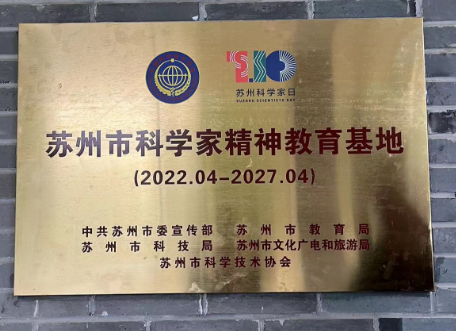 苏州科学家日
SUZHOU SCIENTISTS DAY
苏州市科学家精神教育基地
(2022.04-2027.04)
中共苏州市委宣传部 苏州市教育局
苏州市科技局 苏州市文化广电和旅游局
苏州市科学技术协会